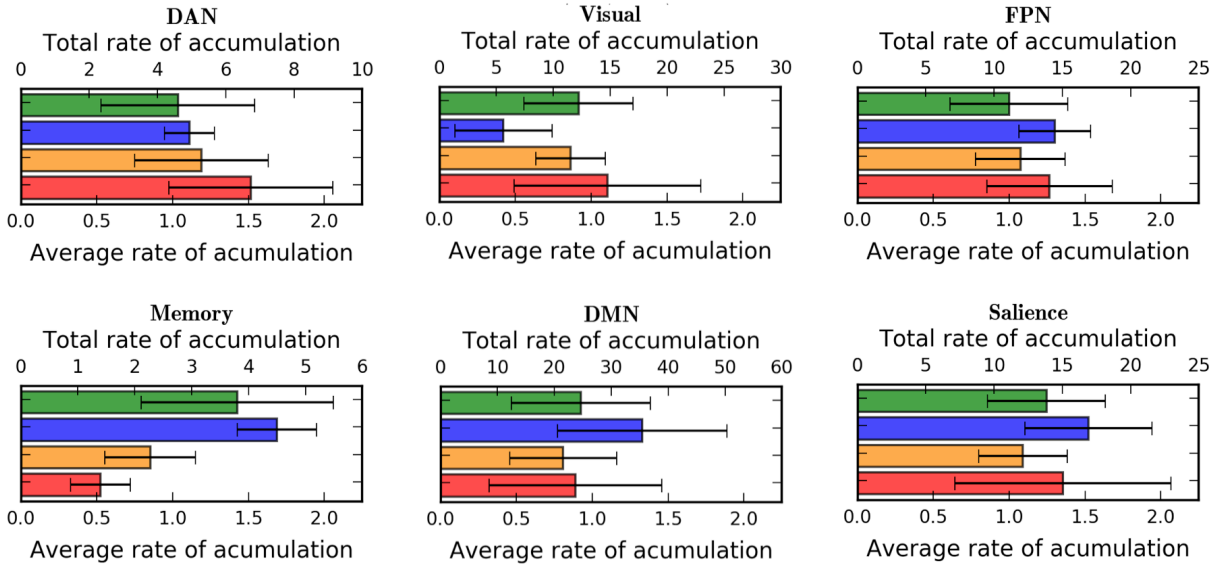 DAN
Total rate of accumulation
0 2 4 6 8 10
0.0 0.5 1.0 1.5 2.0
Average rate of acumulation
Visual
Total rate of accumulation
0 5 10 15 20 25 30
0.0 0.5 1.0 1.5 2.0
Average rate of acumulation
FPN
Total rate of accumulation
0 5 10 15 20 25
0.0 0.5 1.0 1.5 2.0
Average rate of acumulation
Memory
Total rate of accumulation
0 1 2 3 4 5 6
0.0 0.5 1.0 1.5 2.0
Average rate of acumulation
DMN
Total rate of accumulation
0 10 20 30 40 50 60
0.0 0.5 1.0 1.5 2.0
Average rate of acumulation
Salience
Total rate of accumulation
0 5 10 15 20 25
0.0 0.5 1.0 1.5 2.0
Average rate of acumulation